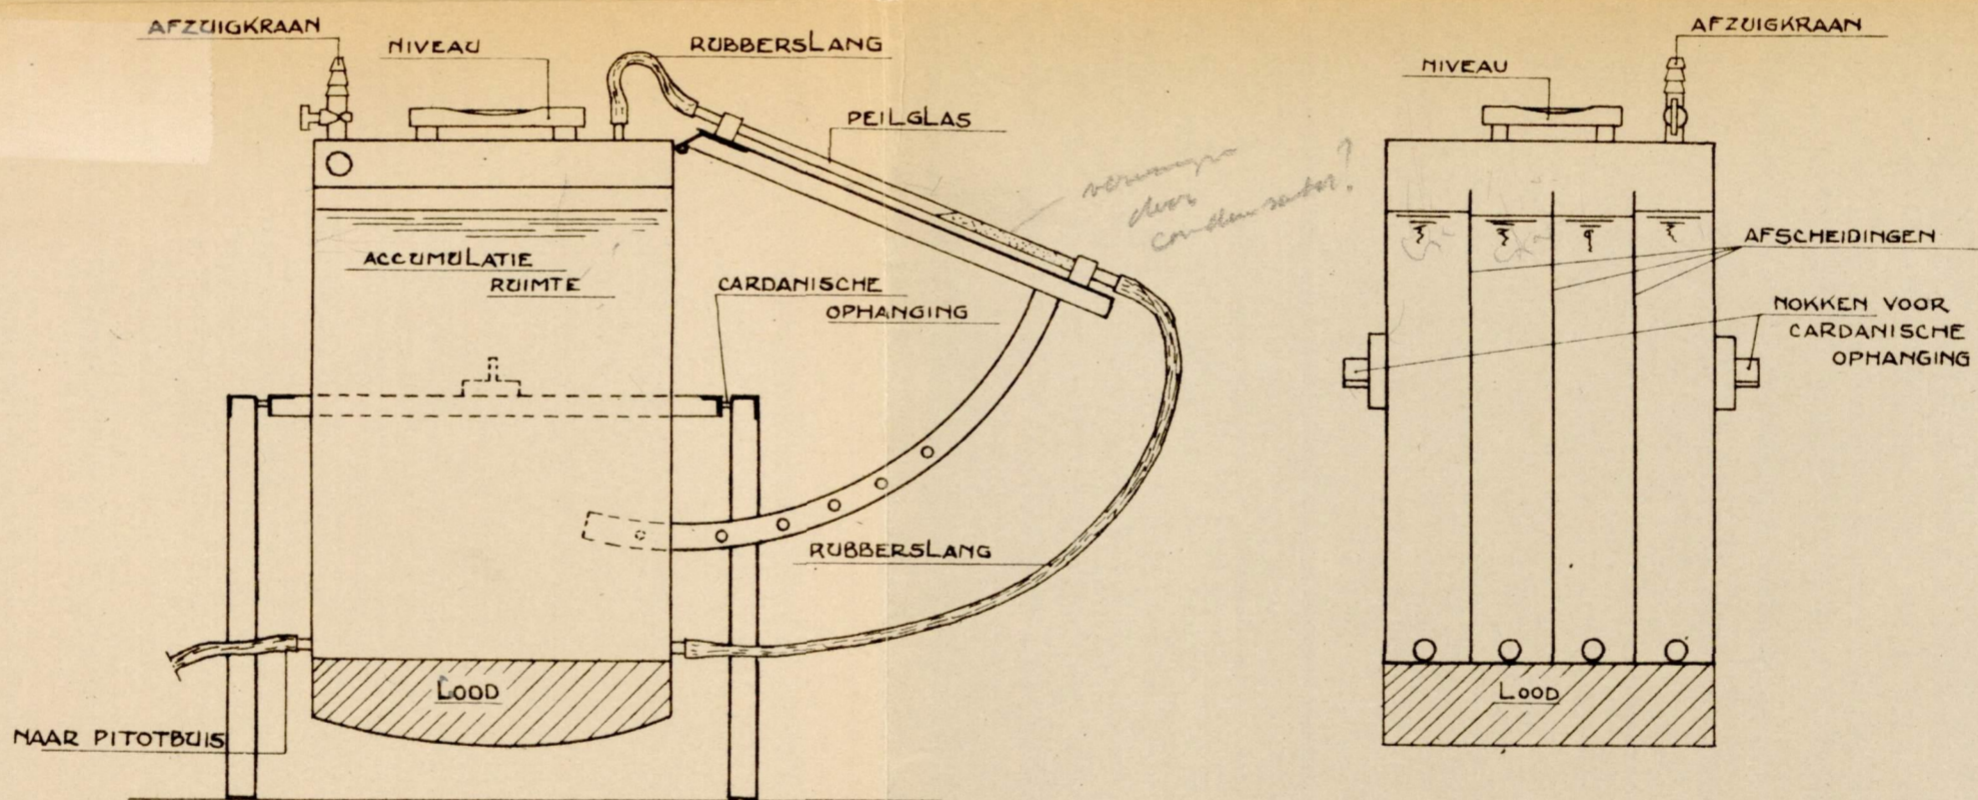 AFZUIGKRAAN
NIVEAU
RUBBERSLANG
PEILGLAS
door
ACCUMULATIE
RUIMTE
CARDANISCHE
OPHANGING
RUBBERSLANG
LOOD
NAAR PITOTBUIS
AFZUIGKRAAN
NIVEAU
AFSCHEIDINGEN
NOKKEN VOOR
CARDANISCHE
OPHANGING
LOOD